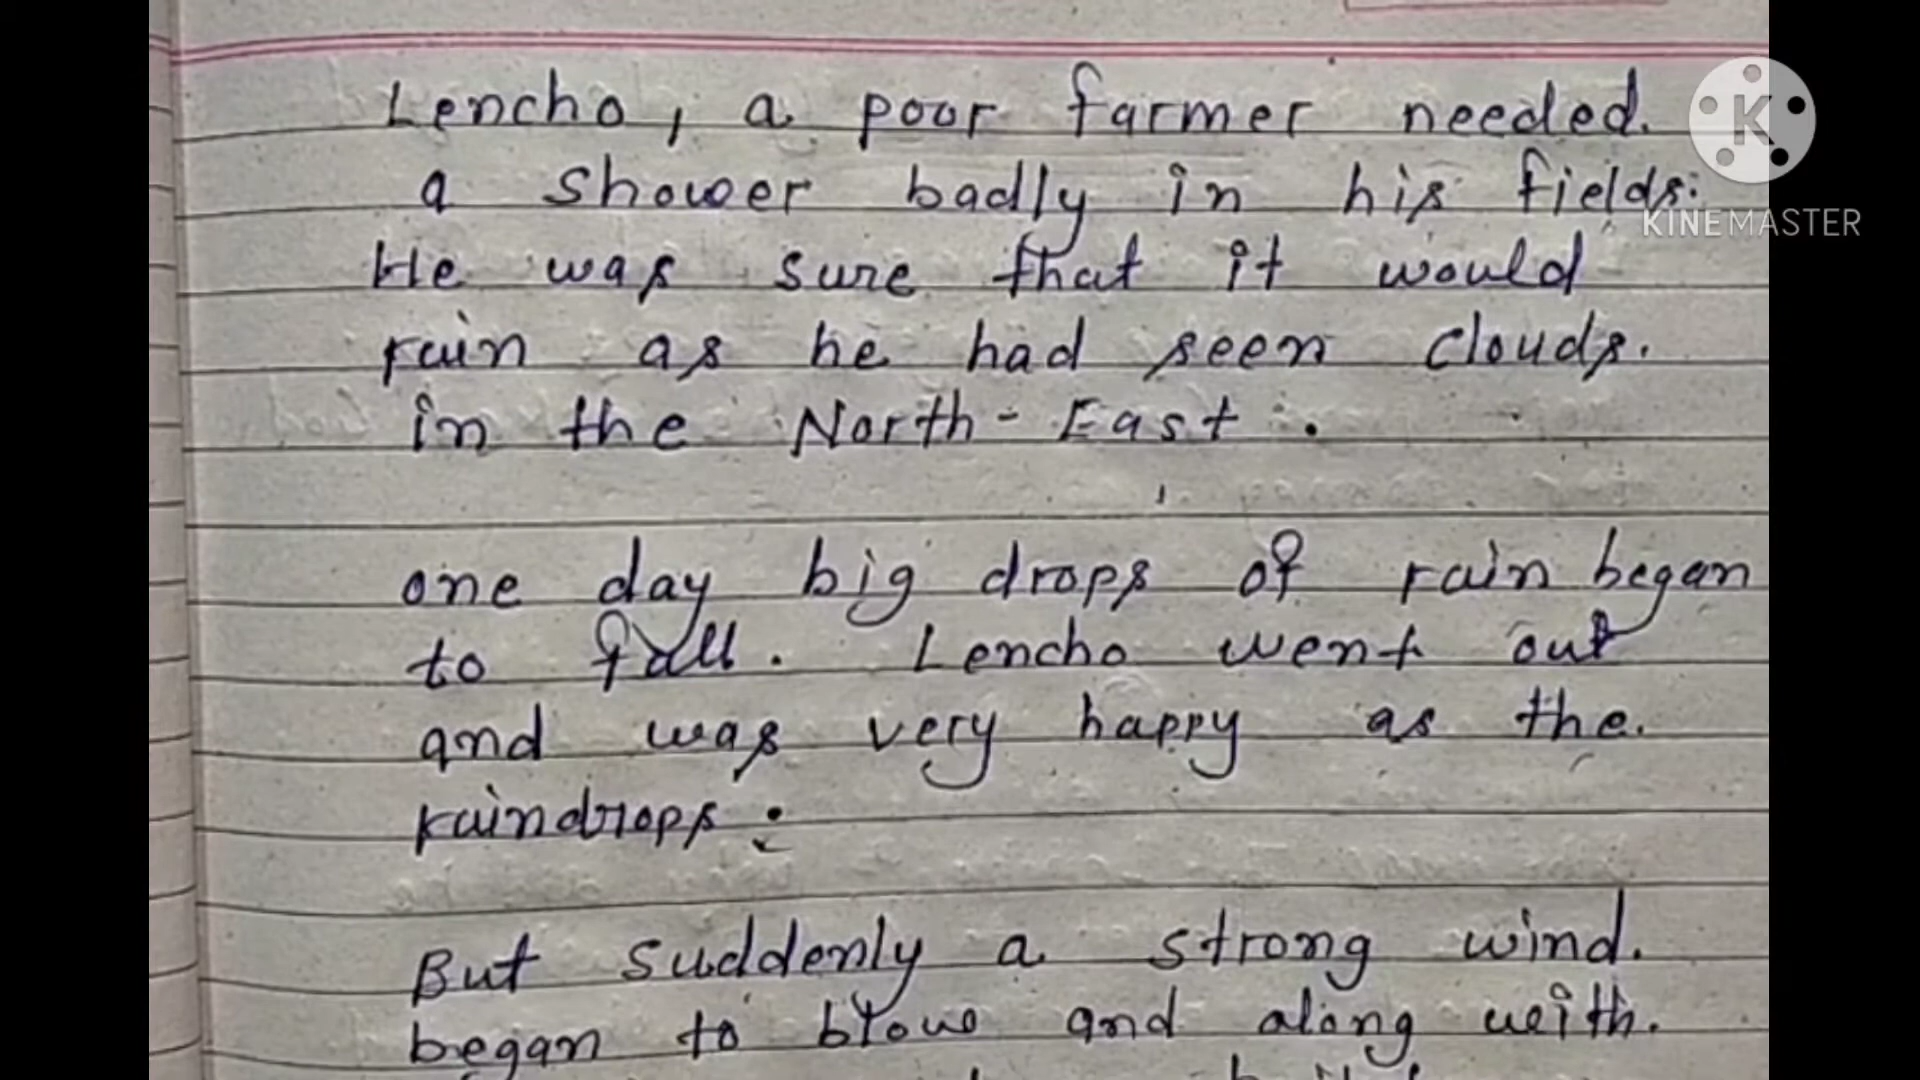 Lencho, a poor farmer needed.
a shower badly in his fields.
He was sure that it would
rain as he had seen clouds.
in the North-East.
one day big drops of rain began
to fall. Lencho went out
and was very happy as the.
raindrops.
But suddenly a strong wind.
began to blow and along with.
K
KINEMASTER